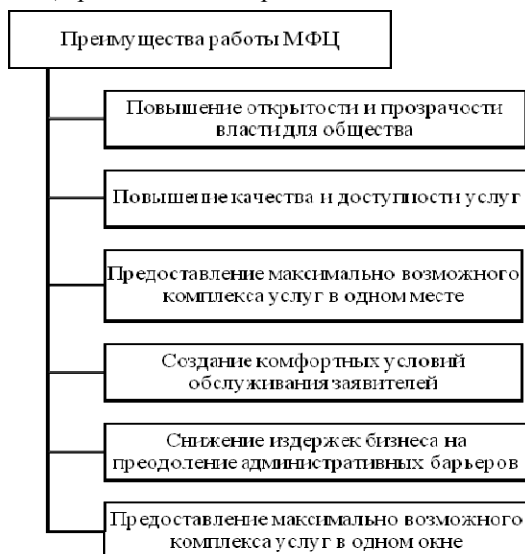 Преимущества работы МФЦ
Повышение открытости и прозрачости
власти для общества
Повышение качества и доступности услуг
Предоставление максимально возможного
комплекса услуг в одном месте
Создание комфортных условий
обслуживания заявителей
Снижение издержек бизнеса на
преодоление административных барьеров
Предоставление максимально возможного
комплекса услуг в одном окне